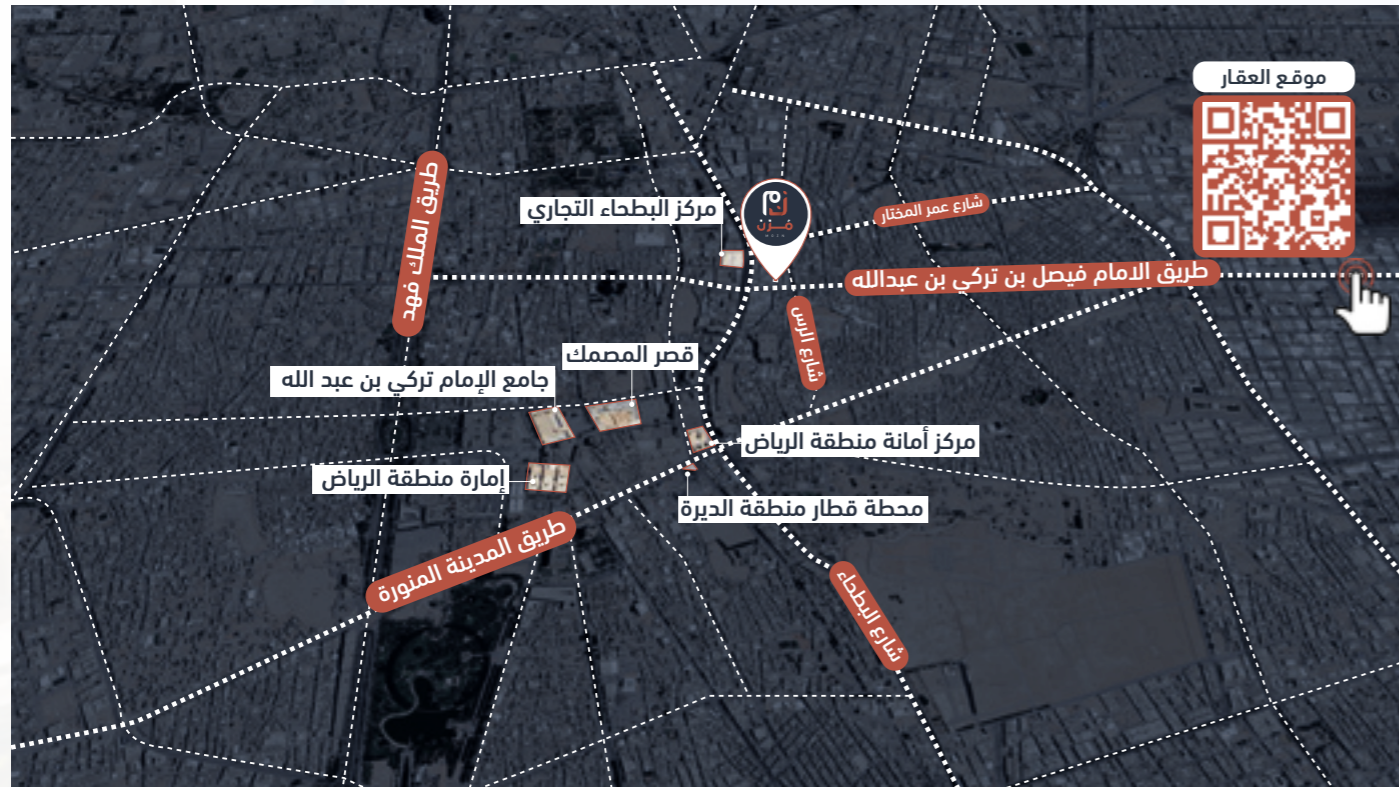 موقع العقار
طريق الملك فهد
مركز البطحاء التجاري
مُزن
MUZN
شارع عمر المختار
طريق الامام فيصل بن تركي بن عبدالله
شارع الرس
قصر المصمك
جامع الإمام تركي بن عبد الله
مركز أمانة منطقة الرياض
إمارة منطقة الرياض
محطة قطار منطقة الديرة
طريق المدينة المنورة
شارع البطحاء